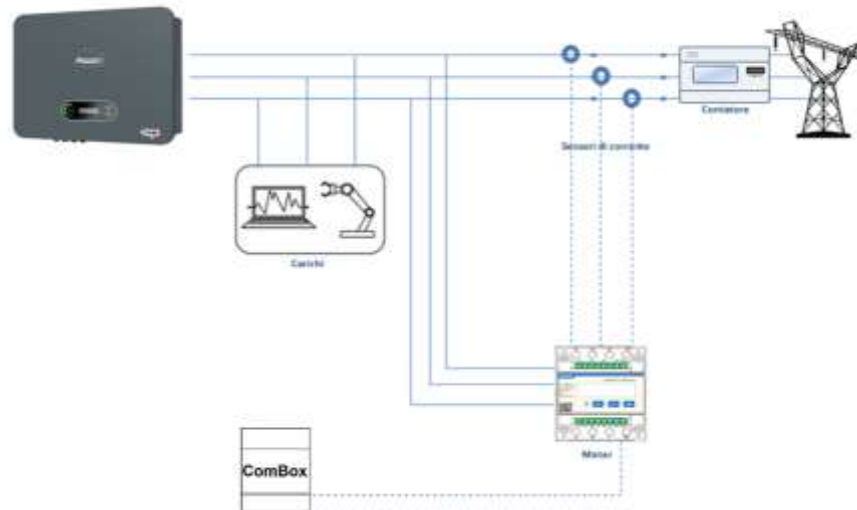 Contatore
Sensori di corrente
Carichi
Meter
ComBox